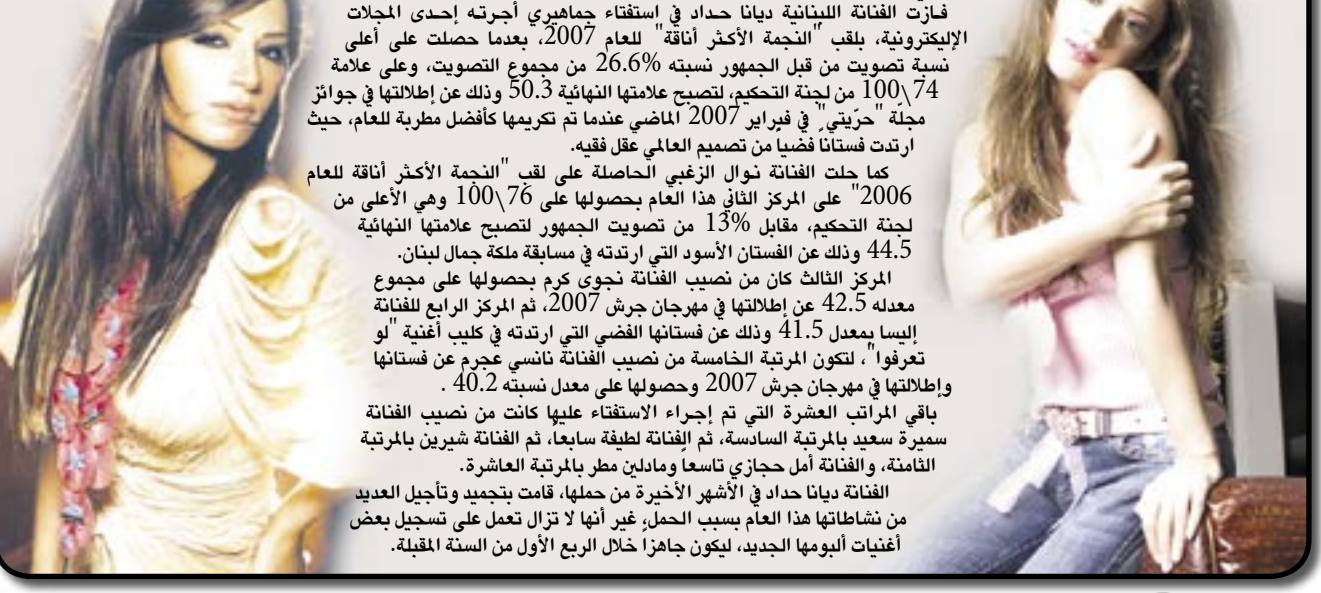 فازت الفنانة اللبنانية ديانا حداد في استفتاء جماهيري أجرته إحدى المجلات
الإليكترونية، بلقب "النجمة الأكثر أناقة" للعام 2007، بعدما حصلت على أعلى
نسبة تصويت من قبل الجمهور نسبته 26.6% من مجموع التصويت، وعلى علامة
74\100 من لجنة التحكيم، لتصبح علامتها النهائية 50.3 وذلك عن إطلالتها في جوائز
مجلّة "حرّيتي" في فبراير 2007 الماضي عندما تم تكريمها كأفضل مطربة للعام، حيث
ارتدت فستاناً فضياً من تصميم العالمي عقل فقيه.
كما حلت الفنانة نوال الزغبي الحاصلة على لقب "النجمة الأكثر أناقة للعام
2006" على المركز الثاني هذا العام بحصولها على 76\100 وهي الأعلى من
لجنة التحكيم، مقابل 13% من تصويت الجمهور لتصبح علامتها النهائية
44.5 وذلك عن الفستان الأسود التي ارتدته في مسابقة ملكة جمال لبنان.
المركز الثالث كان من نصيب الفنانة نجوى كرم بحصولها على مجموع
معدله 42.5 عن إطلالتها في مهرجان جرش 2007، ثم المركز الرابع للفنانة
إليسا بمعدل 41.5 وذلك عن فستانها الفضي التي ارتدته في كليب أغنية "لو
تعرفوا"، لتكون المرتبة الخامسة من نصيب الفنانة نانسي عجرم عن فستانها
وإطلالتها في مهرجان جرش 2007 وحصولها على معدل نسبته 40.2 .
باقي المراتب العشرة التي تم إجراء الاستفتاء عليها كانت من نصيب الفنانة
سميرة سعيد بالمرتبة السادسة، ثم الفنانة لطيفة سابعاً، ثم الفنانة شيرين بالمرتبة
الثامنة، والفنانة أمل حجازي تاسعاً ومادلين مطر بالمرتبة العاشرة.
الفنانة ديانا حداد في الأشهر الأخيرة من حملها، قامت بتجميد وتأجيل العديد
من نشاطاتها هذا العام بسبب الحمل، غير أنها لا تزال تعمل على تسجيل بعض
أغنيات ألبومها الجديد، ليكون جاهزاً خلال الربع الأول من السنة المقبلة.